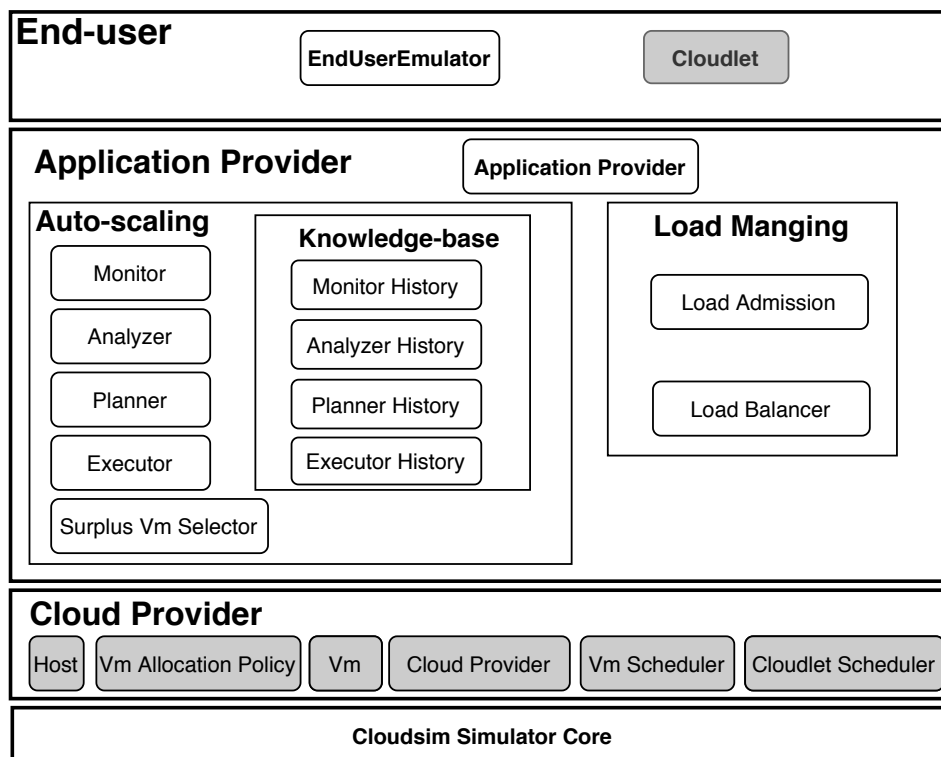 End-user
EndUserEmulator
Cloudlet
Application Provider
Application Provider
Auto-scaling
Monitor
Analyzer
Planner
Executor
Surplus Vm Selector
Knowledge-base
Monitor History
Analyzer History
Planner History
Executor History
Load Manging
Load Admission
Load Balancer
Cloud Provider
Host
Vm Allocation Policy
Vm
Cloud Provider
Vm Scheduler
Cloudlet Scheduler
Cloudsim Simulator Core